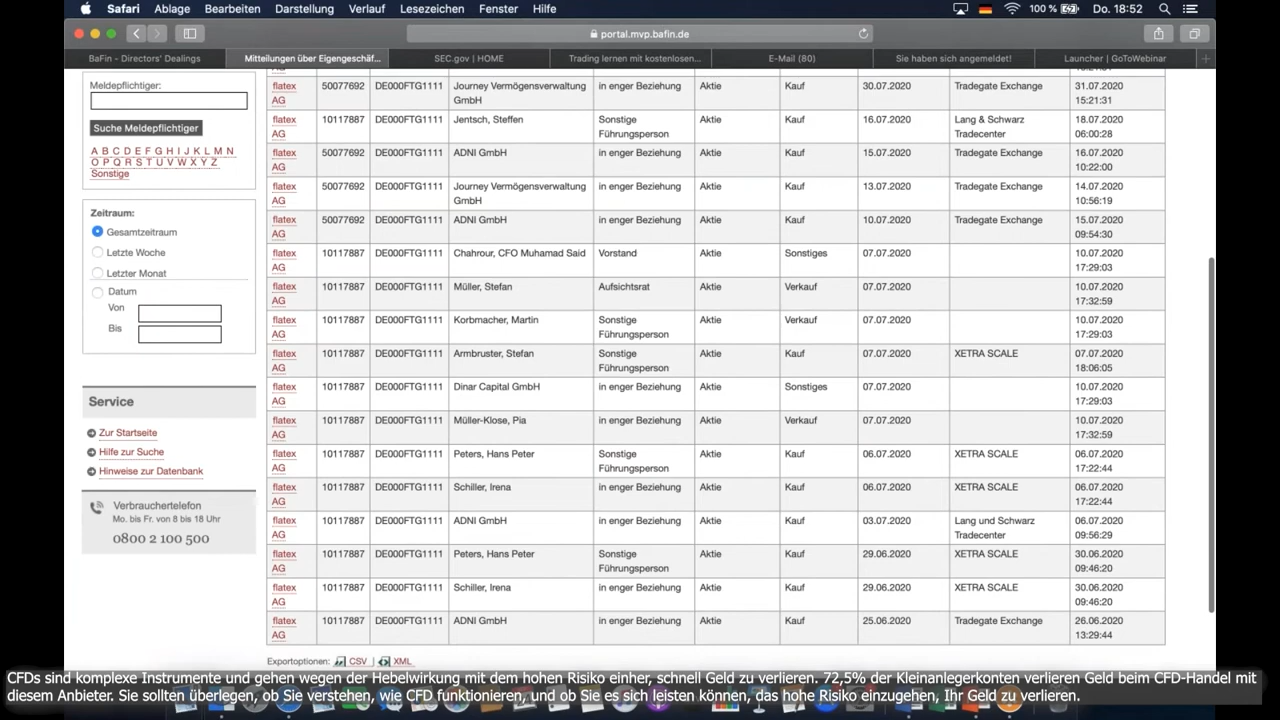 Safari Ablage Bearbeiten Darstellung Verlauf Lesezeichen Fenster Hilfe 100 % Do. 18:52
portal.mvp.bafin.de
BaFin - Directors' Dealings Mitteilungen über Eigengeschäf... SEC.gov | HOME Trading lernen mit kostenlosen... E-Mail (80) Sie haben sich angemeldet! Launcher | GoToWebinar
Meldepflichtiger:
Suche Meldepflichtiger
A B C D E F G H I J K L M N
O P Q R S T U V W X Y Z
Sonstige
Zeitraum:
Gesamtzeitraum
Letzte Woche
Letzter Monat
Datum
Von
Bis
Service
Zur Startseite
Hilfe zur Suche
Hinweise zur Datenbank
Verbrauchertelefon
Mo. bis Fr. von 8 bis 18 Uhr
0800 2 100 500
AG
flatex 50077692 DE000FTG1111 Journey Vermögensverwaltung in enger Beziehung Aktie Kauf 30.07.2020 Tradegate Exchange 31.07.2020
AG GmbH 15:21:31
flatex 10117887 DE000FTG1111 Jentsch, Steffen Sonstige Aktie Kauf 16.07.2020 Lang & Schwarz 18.07.2020
AG Führungsperson Tradecenter 06:00:28
flatex 50077692 DE000FTG1111 ADNI GmbH in enger Beziehung Aktie Kauf 15.07.2020 Tradegate Exchange 16.07.2020
AG 10:22:00
flatex 50077692 DE000FTG1111 Journey Vermögensverwaltung in enger Beziehung Aktie Kauf 13.07.2020 Tradegate Exchange 14.07.2020
AG GmbH 10:56:19
flatex 50077692 DE000FTG1111 ADNI GmbH in enger Beziehung Aktie Kauf 10.07.2020 Tradegate Exchange 15.07.2020
AG 09:54:30
flatex 10117887 DE000FTG1111 Chahrour, CFO Muhamad Said Vorstand Aktie Sonstiges 07.07.2020 10.07.2020
AG 17:29:03
flatex 10117887 DE000FTG1111 Müller, Stefan Aufsichtsrat Aktie Verkauf 07.07.2020 10.07.2020
AG 17:32:59
flatex 10117887 DE000FTG1111 Korbmacher, Martin Sonstige Aktie Verkauf 07.07.2020 10.07.2020
AG Führungsperson 17:29:03
flatex 10117887 DE000FTG1111 Armbruster, Stefan Sonstige Aktie Kauf 07.07.2020 XETRA SCALE 07.07.2020
AG Führungsperson 18:06:05
flatex 10117887 DE000FTG1111 Dinar Capital GmbH in enger Beziehung Aktie Sonstiges 07.07.2020 10.07.2020
AG 17:29:03
flatex 10117887 DE000FTG1111 Müller-Klose, Pia in enger Beziehung Aktie Verkauf 07.07.2020 10.07.2020
AG 17:32:59
flatex 10117887 DE000FTG1111 Peters, Hans Peter Sonstige Aktie Kauf 06.07.2020 XETRA SCALE 06.07.2020
AG Führungsperson 17:22:44
flatex 10117887 DE000FTG1111 Schiller, Irena in enger Beziehung Aktie Kauf 06.07.2020 XETRA SCALE 06.07.2020
AG 17:22:44
flatex 10117887 DE000FTG1111 ADNI GmbH in enger Beziehung Aktie Kauf 03.07.2020 Lang und Schwarz 06.07.2020
AG Tradecenter 09:56:29
flatex 10117887 DE000FTG1111 Peters, Hans Peter Sonstige Aktie Kauf 29.06.2020 XETRA SCALE 30.06.2020
AG Führungsperson 09:46:20
flatex 10117887 DE000FTG1111 Schiller, Irena in enger Beziehung Aktie Kauf 29.06.2020 XETRA SCALE 30.06.2020
AG 09:46:20
flatex 10117887 DE000FTG1111 ADNI GmbH in enger Beziehung Aktie Kauf 25.06.2020 Tradegate Exchange 26.06.2020
AG 13:29:44
Exportoptionen: CSV | XML
CFDs sind komplexe Instrumente und gehen wegen der Hebelwirkung mit dem hohen Risiko einher, schnell Geld zu verlieren. 72,5% der Kleinanlegerkonten verlieren Geld beim CFD-Handel mit
diesem Anbieter. Sie sollten überlegen, ob Sie verstehen, wie CFD funktionieren, und ob Sie es sich leisten können, das hohe Risiko einzugehen, Ihr Geld zu verlieren.